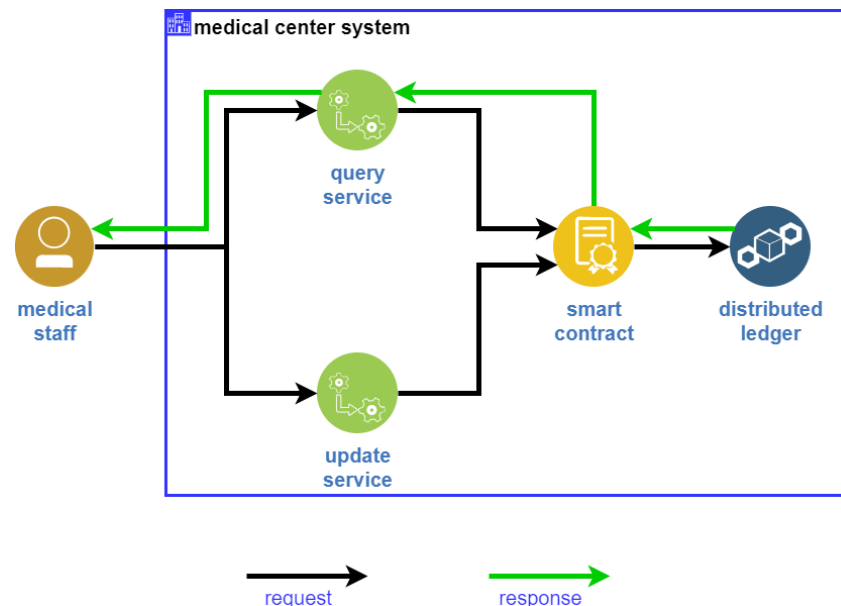 medical center system
query
service
medical
staff
smart
contract
distributed
ledger
update
service
request
response